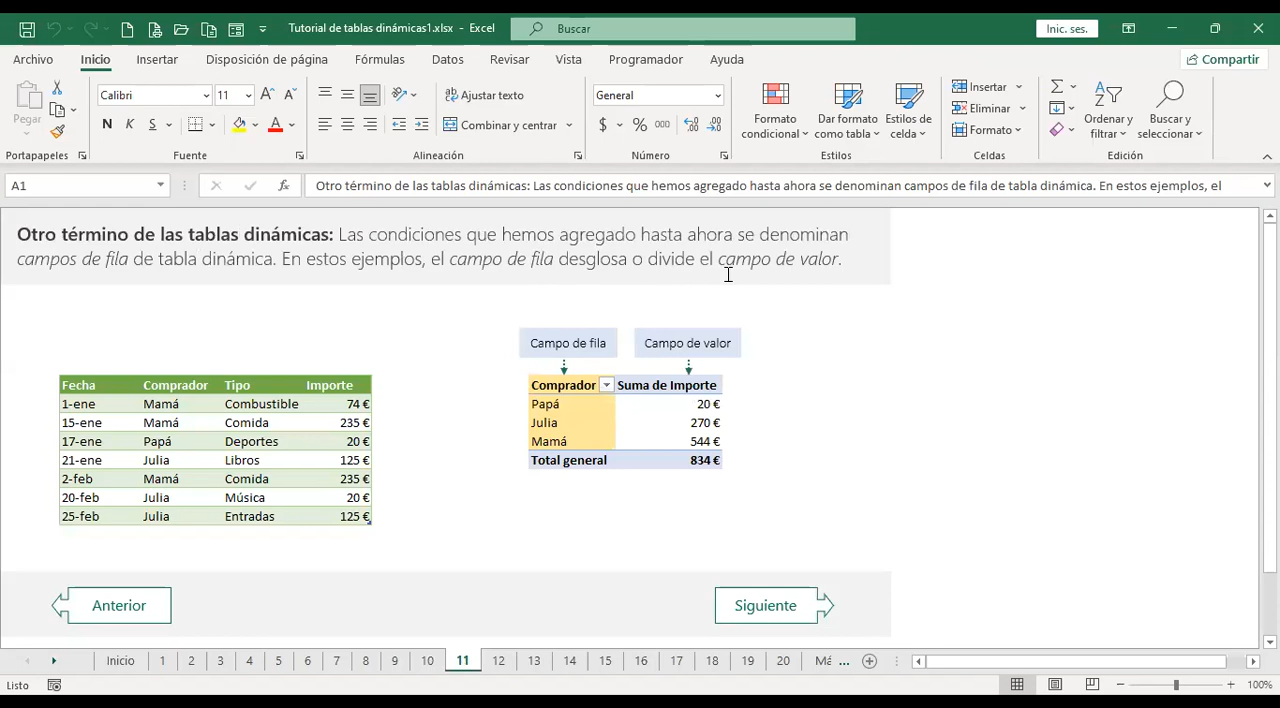 Tutorial de tablas dinámicas1.xlsx - Excel
Buscar
Inic. ses.
Archivo Inicio Insertar Disposición de página Fórmulas Datos Revisar Vista Programador Ayuda
Compartir
Pegar
Calibri 11
N K S
Ajustar texto
Combinar y centrar
General
$ % 000
Formato condicional
Dar formato como tabla
Estilos de celda
Insertar
Eliminar
Formato
Ordenar y filtrar
Buscar y seleccionar
Portapapeles Fuente Alineación Número Estilos Celdas Edición
A1
fx
Otro término de las tablas dinámicas: Las condiciones que hemos agregado hasta ahora se denominan campos de fila de tabla dinámica. En estos ejemplos, el
Otro término de las tablas dinámicas: Las condiciones que hemos agregado hasta ahora se denominan
campos de fila de tabla dinámica. En estos ejemplos, el campo de fila desglosa o divide el campo de valor.
Campo de fila Campo de valor
Fecha Comprador Tipo Importe
1-ene Mamá Combustible 74 €
15-ene Mamá Comida 235 €
17-ene Papá Deportes 20 €
21-ene Julia Libros 125 €
2-feb Mamá Comida 235 €
20-feb Julia Música 20 €
25-feb Julia Entradas 125 €
Comprador Suma de Importe
Papá 20 €
Julia 270 €
Mamá 544 €
Total general 834 €
Anterior
Siguiente
Inicio 1 2 3 4 5 6 7 8 9 10 11 12 13 14 15 16 17 18 19 20 Má ...
Listo
100%